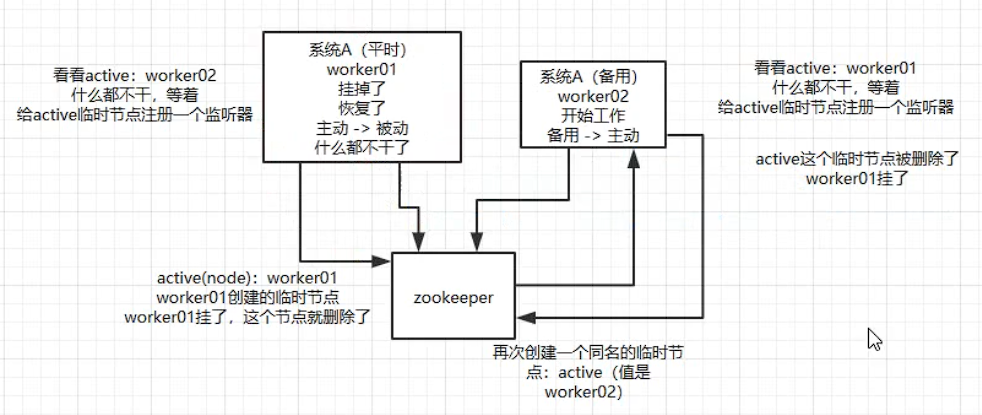 看看active：worker02
什么都不干，等着
给active临时节点注册一个监听器
系统A（平时）
worker01
挂掉了
恢复了
主动 -> 被动
什么都不干了
系统A（备用）
worker02
开始工作
备用 -> 主动
看看active：worker01
什么都不干，等着
给active临时节点注册一个监听器
active这个临时节点被删除了
worker01挂了
active(node)：worker01
worker01创建的临时节点
worker01挂了，这个节点就删除了
zookeeper
再次创建一个同名的临时节
点：active（值是
worker02）